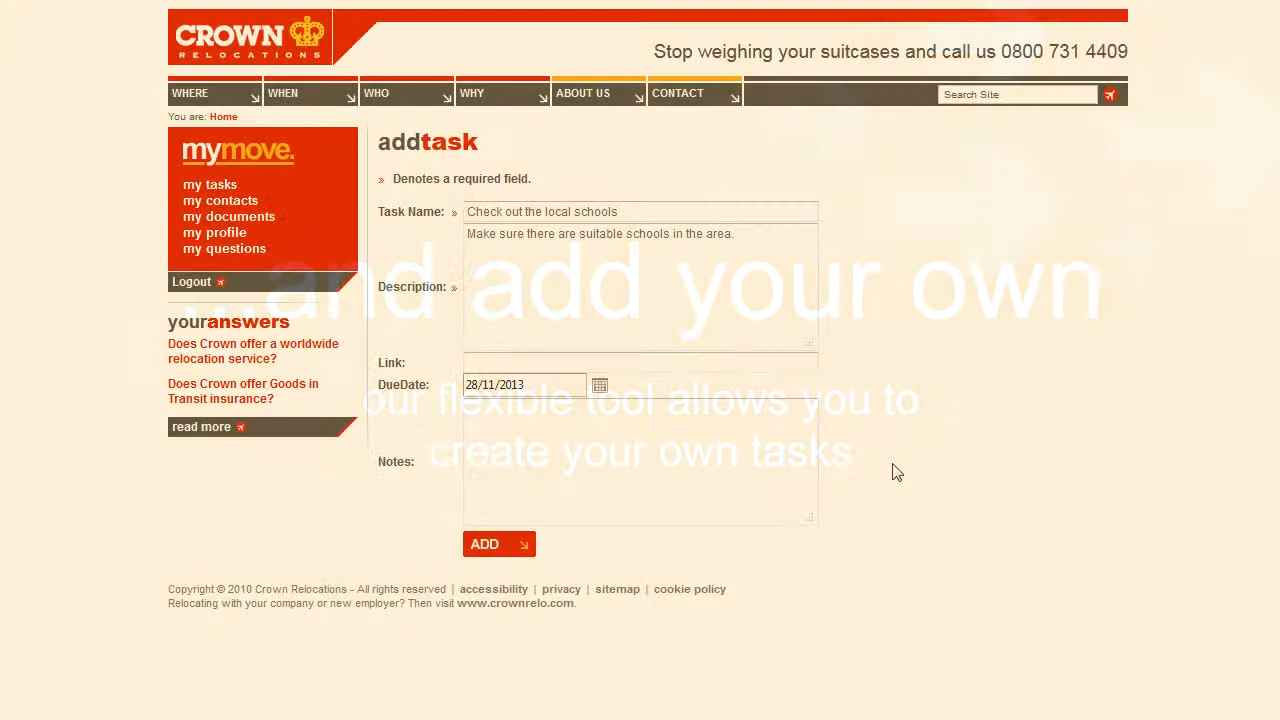 CROWN
RELOCATIONS
Stop weighing your suitcases and call us 0800 731 4409
WHERE
WHEN
WHO
WHY
ABOUT US
CONTACT
Search Site
You are: Home
mymove.
my tasks
my contacts
my documents
my profile
my questions
Logout
youranswers
Does Crown offer a worldwide
relocation service?
Does Crown offer Goods in
Transit insurance?
read more
addtask
» Denotes a required field.
Task Name: » Check out the local schools
Description: » Make sure there are suitable schools in the area.
Link:
DueDate: 28/11/2013
Notes:
ADD
...and add your own
our flexible tool allows you to
create your own tasks
Copyright © 2010 Crown Relocations - All rights reserved | accessibility | privacy | sitemap | cookie policy
Relocating with your company or new employer? Then visit www.crownrelo.com.